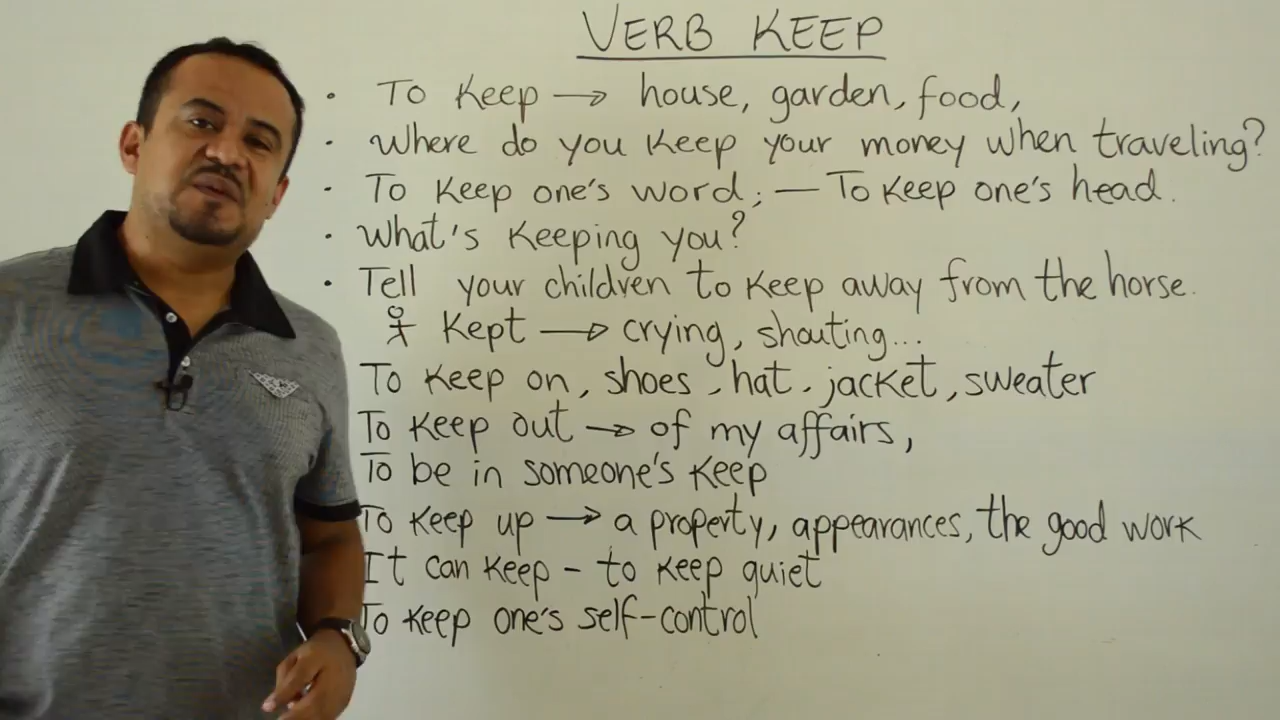 VERB KEEP
• To Keep → house, garden, food,
• Where do you Keep your money when traveling?
• To Keep one's word; — To Keep one's head.
• What's Keeping you?
• Tell your children to Keep away from the horse.
Kept → crying, shouting...
To Keep on, shoes, hat, jacket, sweater
To Keep out → of my affairs,
To be in someone's Keep
To Keep up → a property, appearances, the good work
It can Keep - to Keep quiet
To Keep one's self-control